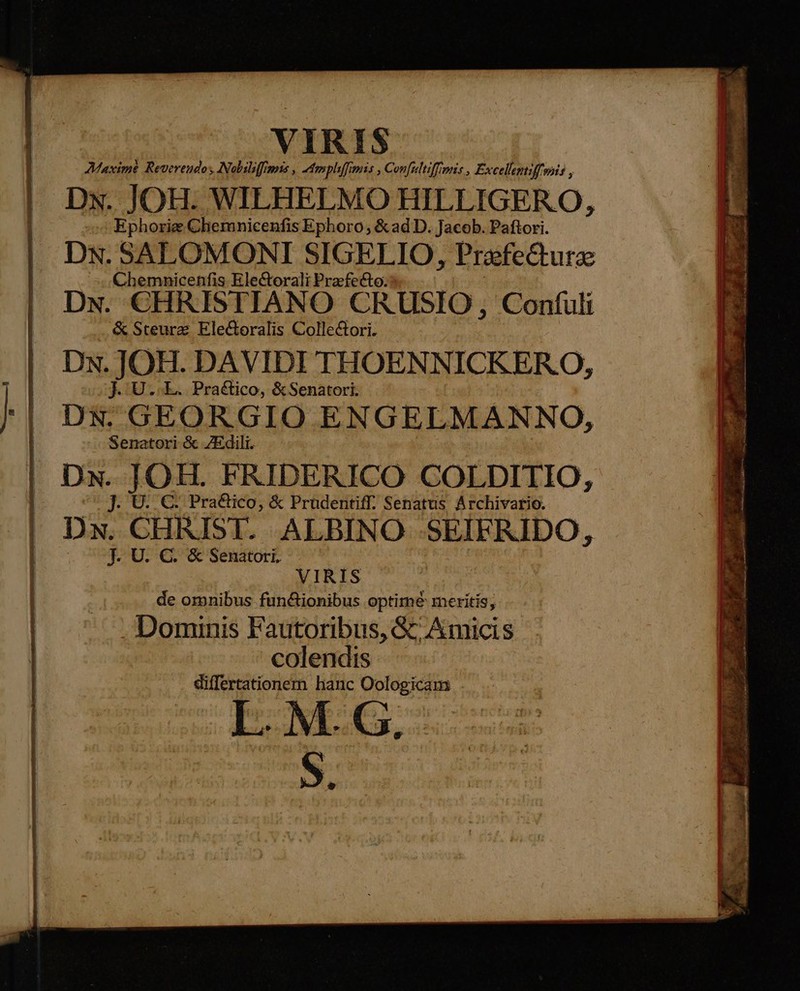 VIRIS
Maximè Reverendo, Nobiliſſimis, Ampliſſimis, Conſultiſſimis, Excellentiſſimis,
Dn. JOH. WILHELMO HILLIGERO,
Ephoriæ Chemnicenſis Ephoro, & ad D. Jacob. Paſtori.
Dn. SALOMONI SIGELIO, Præfecturæ
Chemnicenſis Electorali Præfecto.
Dn. CHRISTIANO CRUSIO, Conſuli
& Steuræ Electoralis Collectori.
Dn. JOH. DAVIDI THOENNICKERO,
J. U. L. Practico, & Senatori.
Dn. GEORGIO ENGELMANNO,
Senatori & Ædili.
Dn. JOH. FRIDERICO COLDITIO,
J. U. C. Practico, & Prudentiſſ. Senatus Archivario.
Dn. CHRIST. ALBINO SEIFRIDO,
J. U. C. & Senatori.
VIRIS
de omnibus functionibus optimè meritis,
Dominis Fautoribus, & Amicis
colendis
diſſertationem hanc Oologicam
L. M. G.
S.